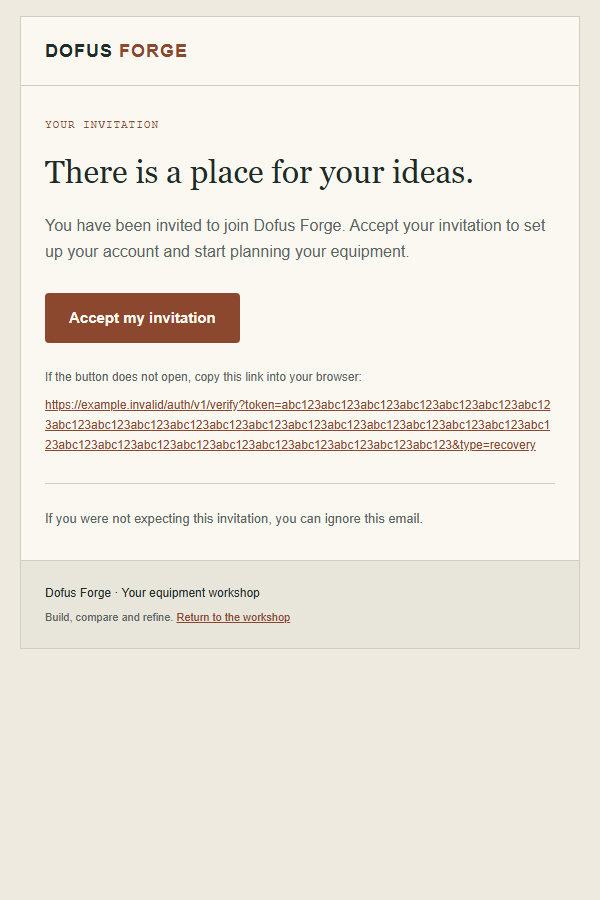 DOFUS FORGE
YOUR INVITATION
There is a place for your ideas.
You have been invited to join Dofus Forge. Accept your invitation to set
up your account and start planning your equipment.
Accept my invitation
If the button does not open, copy this link into your browser:
https://example.invalid/auth/v1/verify?token=abc123abc123abc123abc123abc123abc123abc12
3abc123abc123abc123abc123abc123abc123abc123abc123abc123abc123abc123abc1
23abc123abc123abc123abc123abc123abc123abc123abc123abc123&type=recovery
If you were not expecting this invitation, you can ignore this email.
Dofus Forge · Your equipment workshop
Build, compare and refine. Return to the workshop